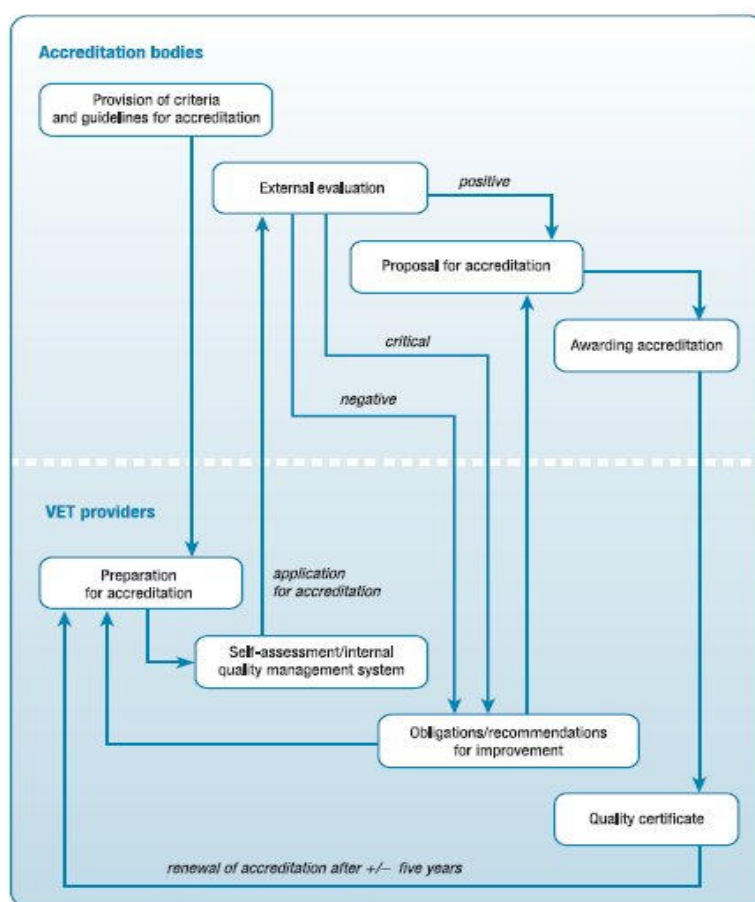 Accreditation bodies
Provision of criteria
and guidelines for accreditation
External evaluation
positive
Proposal for accreditation
critical
Awarding accreditation
negative
VET providers
Preparation
for accreditation
application
for accreditation
Self-assessment/internal
quality management system
Obligations/recommendations
for improvement
Quality certificate
renewal of accreditation after +/– five years